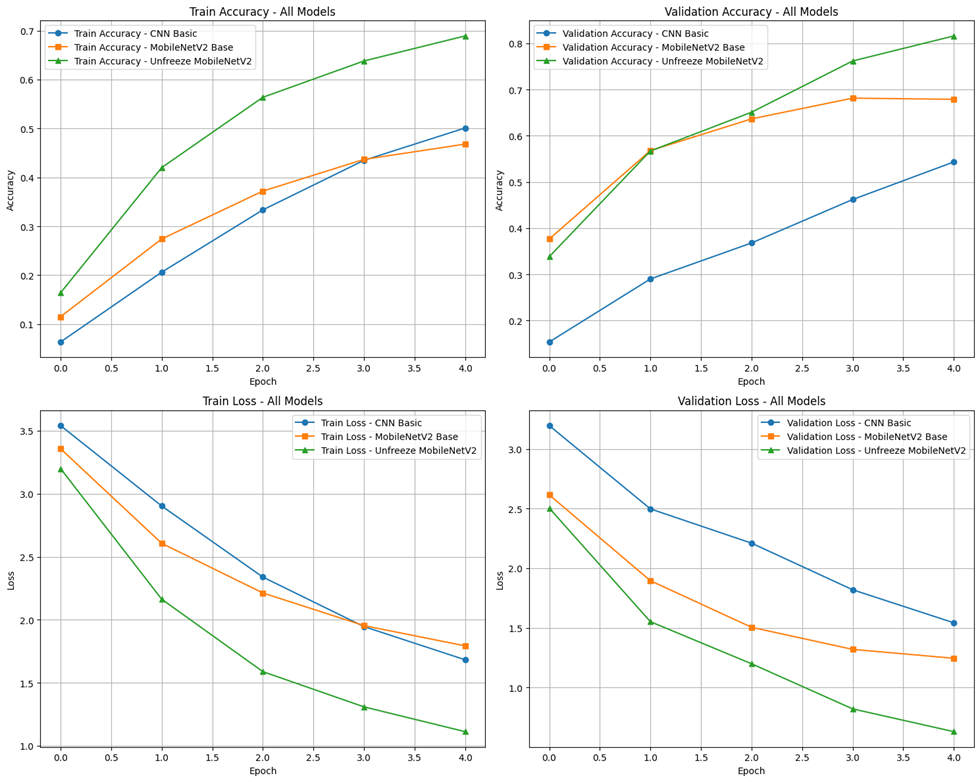 Train Accuracy - All Models
Train Accuracy - CNN Basic
Train Accuracy - MobileNetV2 Base
Train Accuracy - Unfreeze MobileNetV2
0.7
0.6
0.5
0.4
0.3
0.2
0.1
Accuracy
0.0 0.5 1.0 1.5 2.0 2.5 3.0 3.5 4.0
Epoch
Validation Accuracy - All Models
Validation Accuracy - CNN Basic
Validation Accuracy - MobileNetV2 Base
Validation Accuracy - Unfreeze MobileNetV2
0.8
0.7
0.6
0.5
0.4
0.3
0.2
Accuracy
0.0 0.5 1.0 1.5 2.0 2.5 3.0 3.5 4.0
Epoch
Train Loss - All Models
Train Loss - CNN Basic
Train Loss - MobileNetV2 Base
Train Loss - Unfreeze MobileNetV2
3.5
3.0
2.5
2.0
1.5
1.0
Loss
0.0 0.5 1.0 1.5 2.0 2.5 3.0 3.5 4.0
Epoch
Validation Loss - All Models
Validation Loss - CNN Basic
Validation Loss - MobileNetV2 Base
Validation Loss - Unfreeze MobileNetV2
3.0
2.5
2.0
1.5
1.0
Loss
0.0 0.5 1.0 1.5 2.0 2.5 3.0 3.5 4.0
Epoch